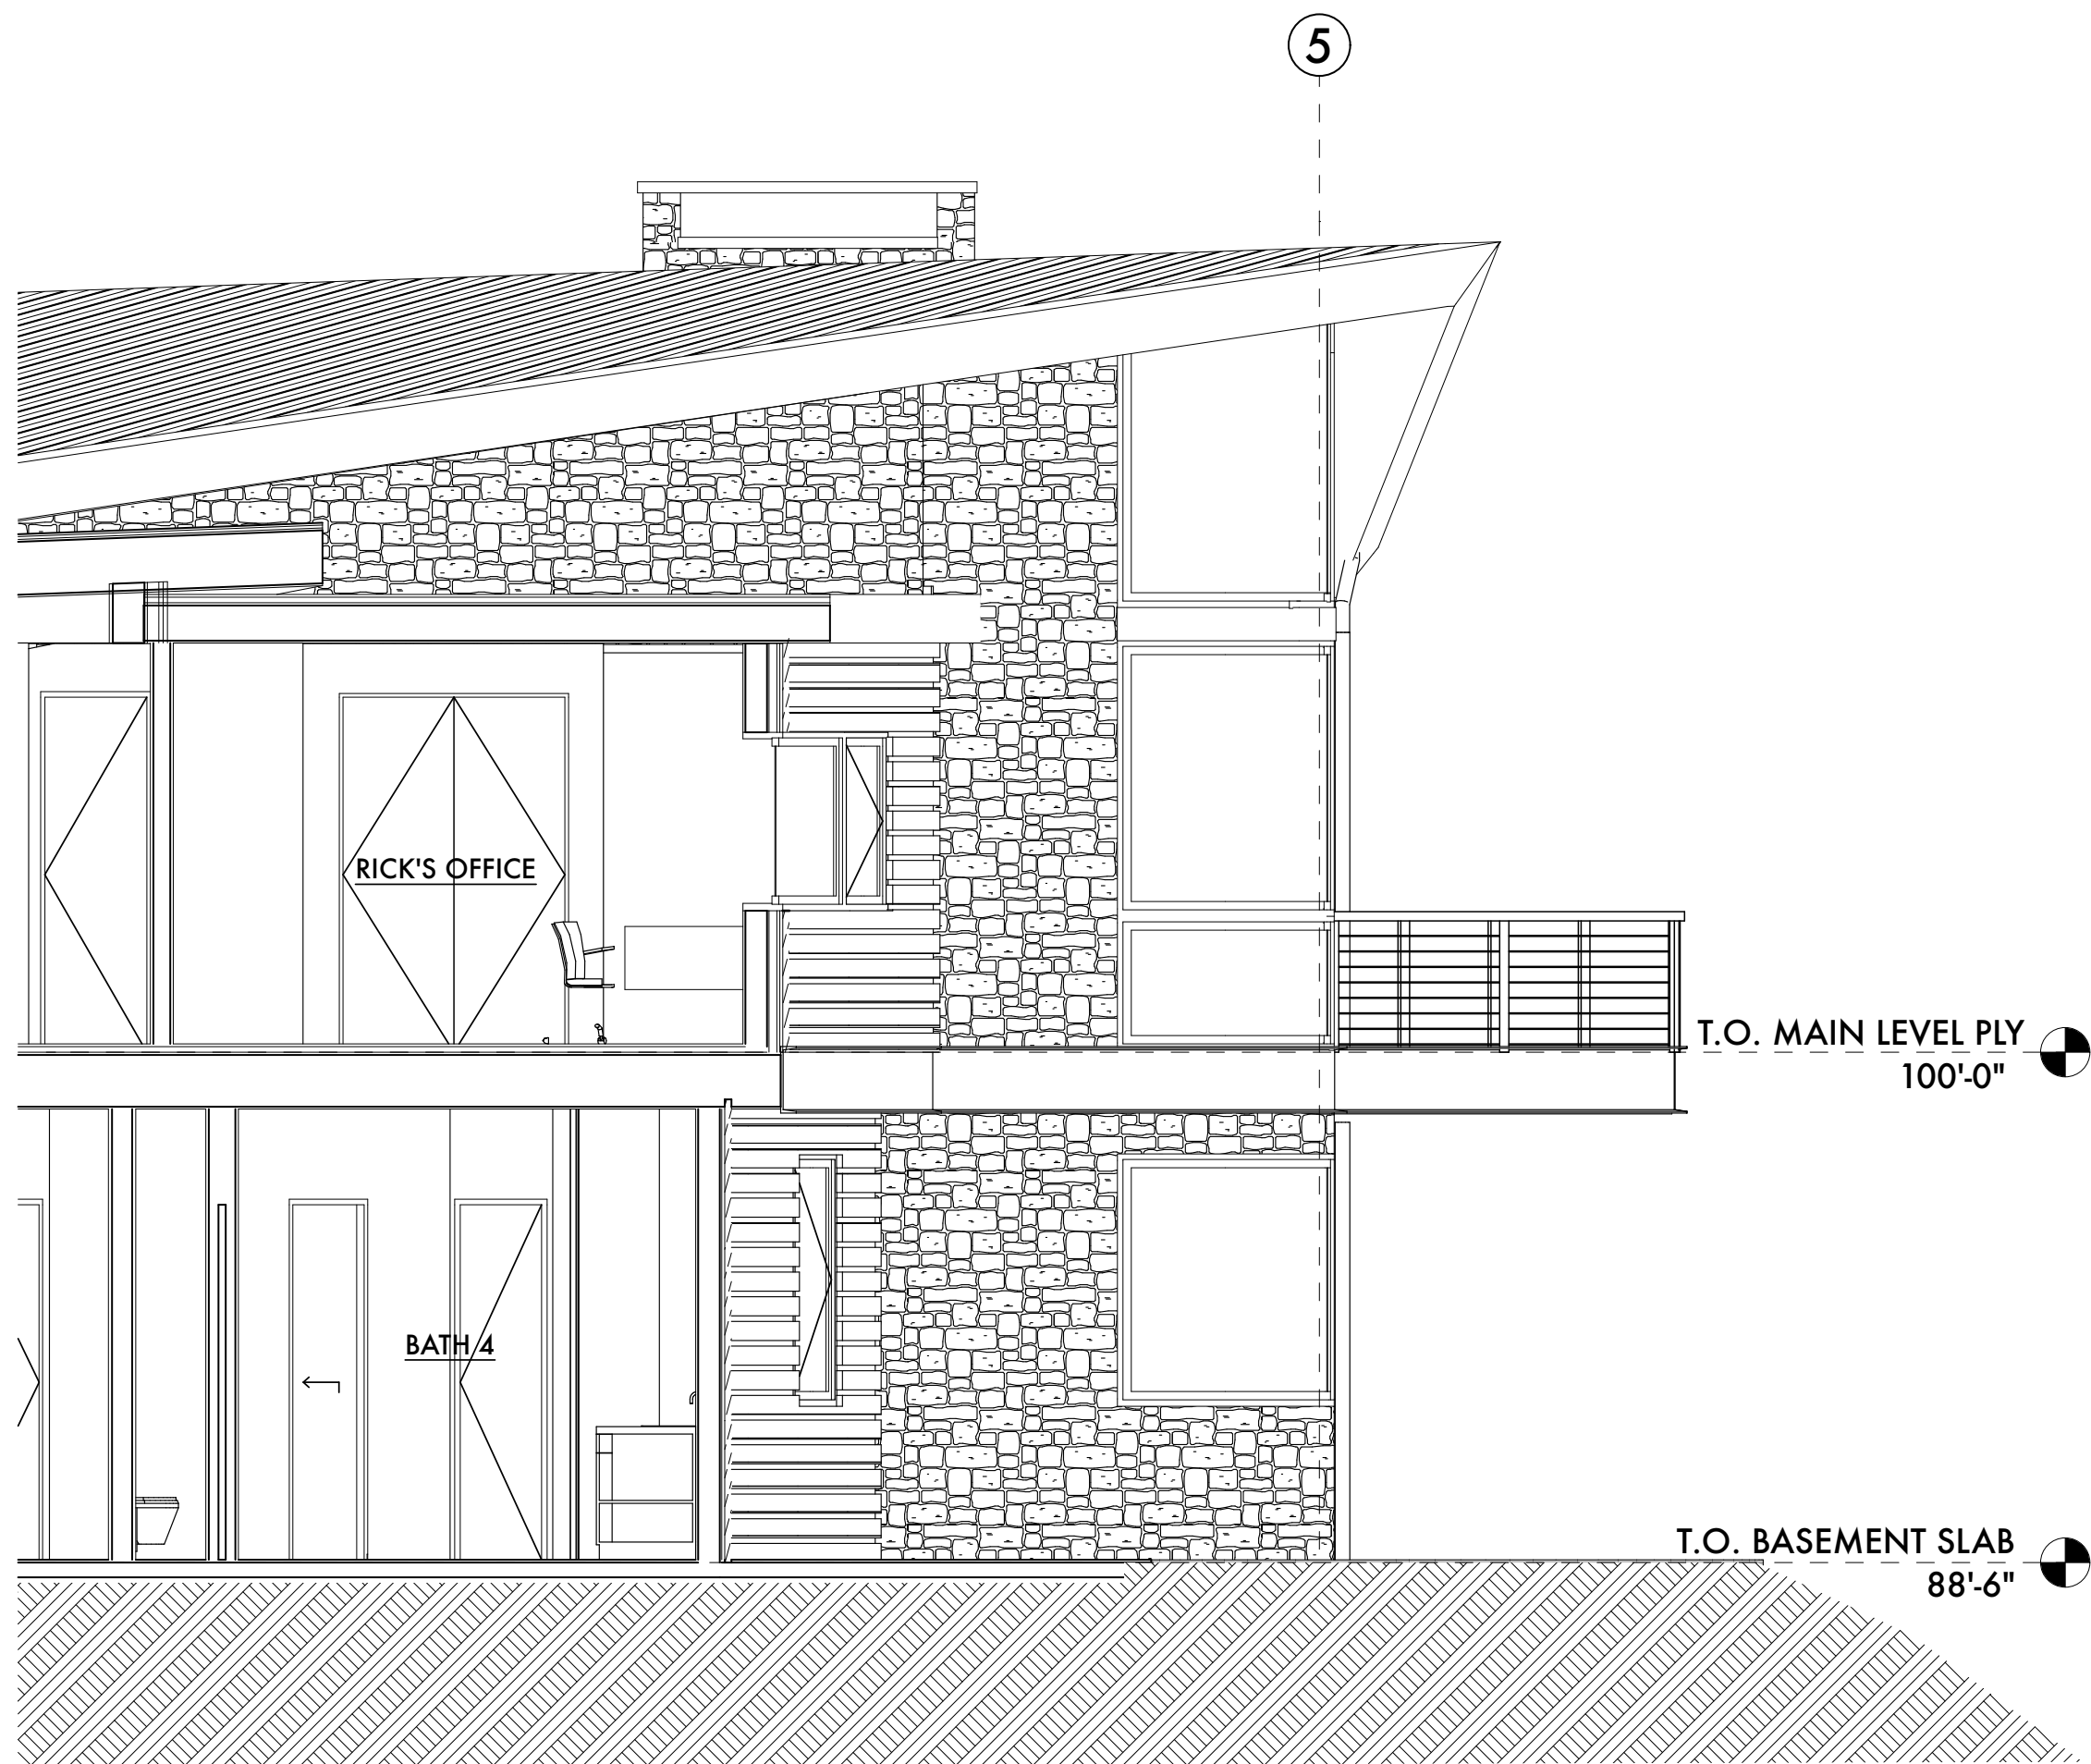 5
RICK'S OFFICE
T.O. MAIN LEVEL PLY
100'-0"
BATH 4
T.O. BASEMENT SLAB
88'-6"